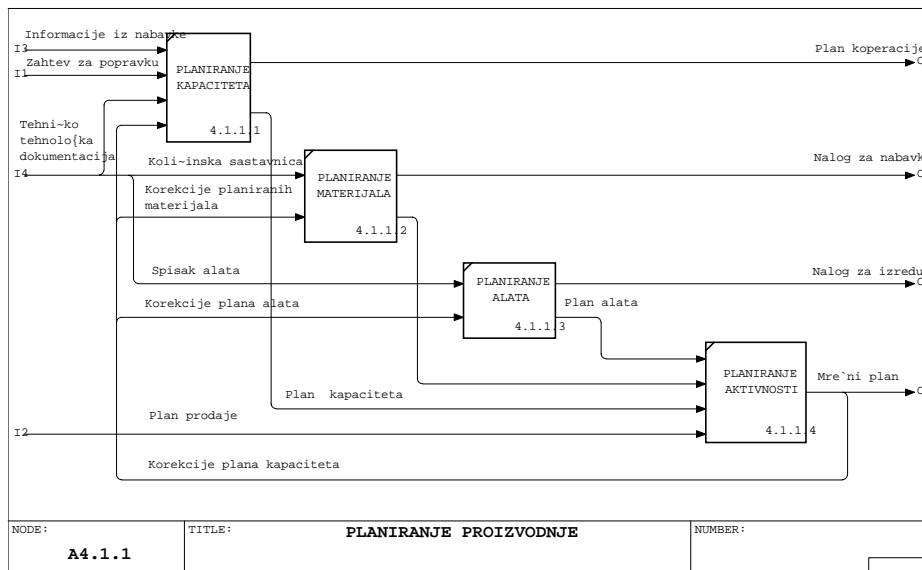 Informacije iz nabavke
I3
Zahtev za popravku
I1
Tehni~ko
tehnolo{ka
dokumentacija
I4
PLANIRANJE
KAPACITETA
4.1.1.1
Plan koperacije
Koli~inska sastavnica
Korekcije planiranih
materijala
PLANIRANJE
MATERIJALA
4.1.1.2
Nalog za nabavk
Spisak alata
Korekcije plana alata
PLANIRANJE
ALATA
4.1.1.3
Nalog za izredu
Plan alata
PLANIRANJE
AKTIVNOSTI
4.1.1.4
Mre`ni plan
Plan kapaciteta
Plan prodaje
I2
Korekcije plana kapaciteta
NODE:
A4.1.1
TITLE:
PLANIRANJE PROIZVODNJE
NUMBER: